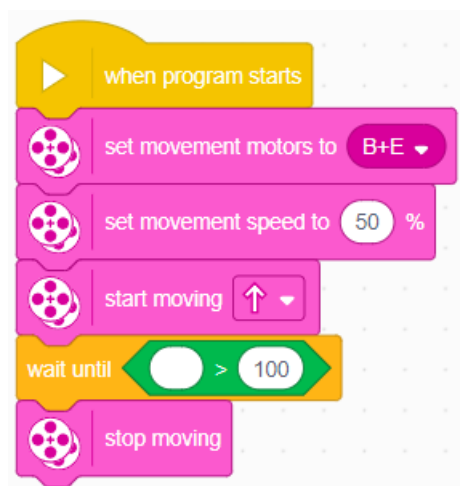 when program starts
set movement motors to B+E
set movement speed to 50 %
start moving ↑
wait until > 100
stop moving